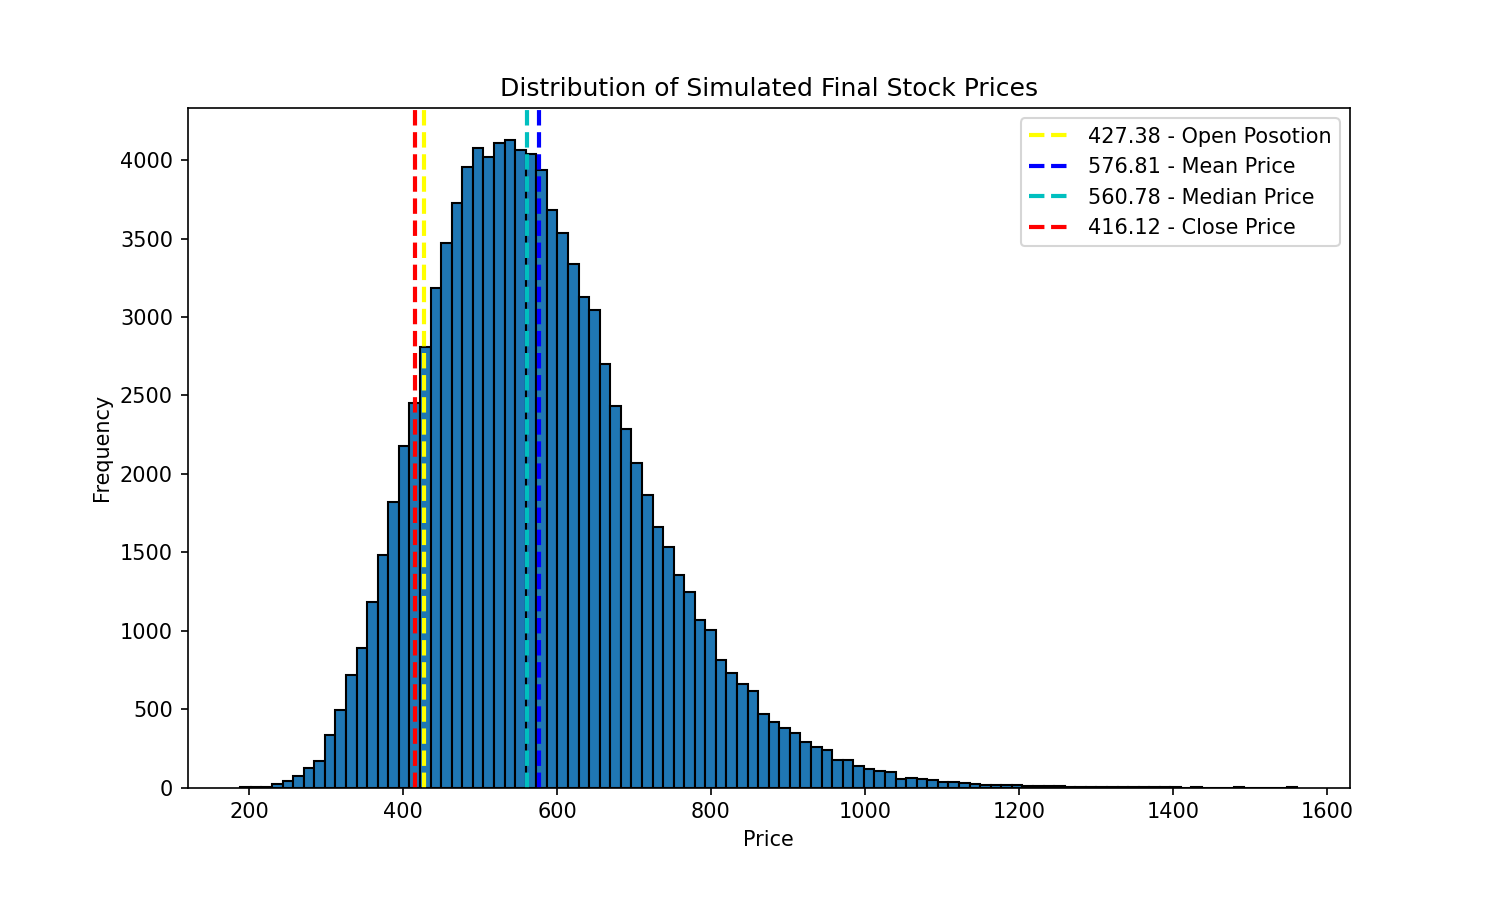 Distribution of Simulated Final Stock Prices
427.38 - Open Posotion
576.81 - Mean Price
560.78 - Median Price
416.12 - Close Price
Frequency
4000
3500
3000
2500
2000
1500
1000
500
0
200 400 600 800 1000 1200 1400 1600
Price